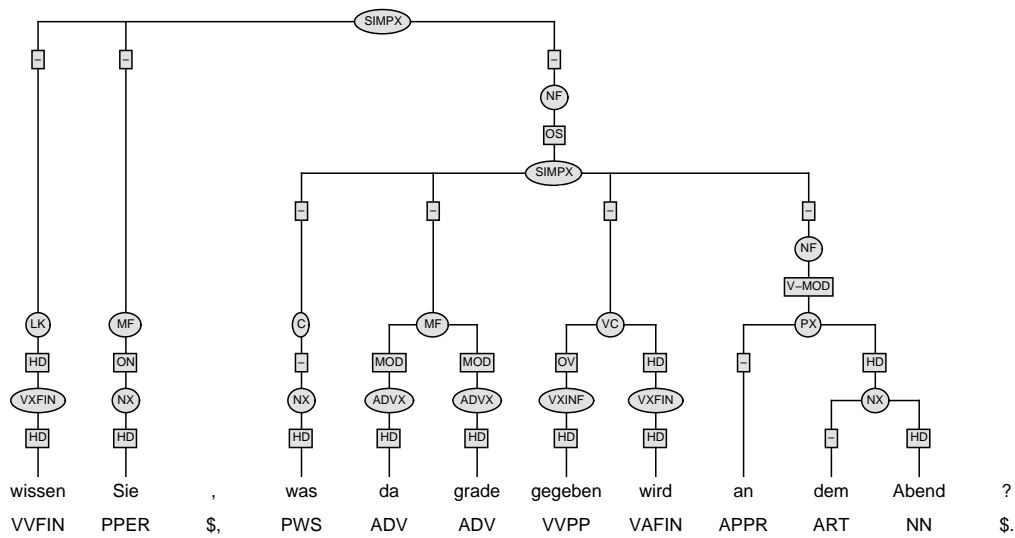 SIMPX
– – –
NF
OS
SIMPX
– – – –
NF
V–MOD
LK MF C MF VC PX
HD ON – MOD MOD OV HD – HD
VXFIN NX NX ADVX ADVX VXINF VXFIN NX
HD HD HD HD HD HD HD – HD
wissen Sie , was da grade gegeben wird an dem Abend ?
VVFIN PPER $, PWS ADV ADV VVPP VAFIN APPR ART NN $.